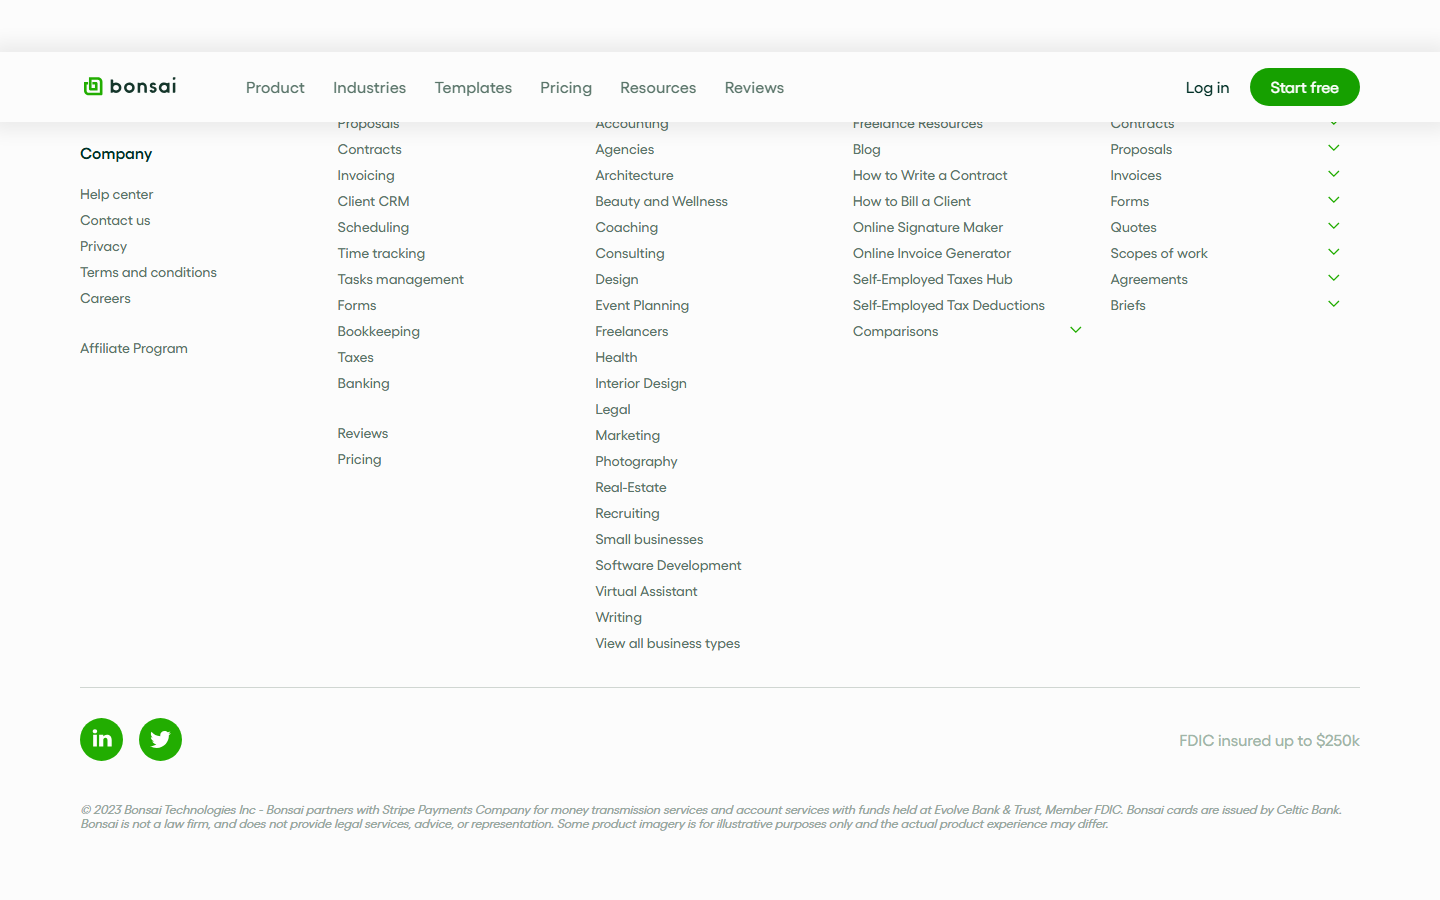 bonsai
Product
Industries
Templates
Pricing
Resources
Reviews
Log in
Start free
Company
Help center
Contact us
Privacy
Terms and conditions
Careers
Affiliate Program
Proposals
Contracts
Invoicing
Client CRM
Scheduling
Time tracking
Tasks management
Forms
Bookkeeping
Taxes
Banking
Reviews
Pricing
Accounting
Agencies
Architecture
Beauty and Wellness
Coaching
Consulting
Design
Event Planning
Freelancers
Health
Interior Design
Legal
Marketing
Photography
Real-Estate
Recruiting
Small businesses
Software Development
Virtual Assistant
Writing
View all business types
Freelance Resources
Blog
How to Write a Contract
How to Bill a Client
Online Signature Maker
Online Invoice Generator
Self-Employed Taxes Hub
Self-Employed Tax Deductions
Comparisons
Contracts
Proposals
Invoices
Forms
Quotes
Scopes of work
Agreements
Briefs
in
FDIC insured up to $250k
© 2023 Bonsai Technologies Inc - Bonsai partners with Stripe Payments Company for money transmission services and account services with funds held at Evolve Bank & Trust, Member FDIC. Bonsai cards are issued by Celtic Bank.
Bonsai is not a law firm, and does not provide legal services, advice, or representation. Some product imagery is for illustrative purposes only and the actual product experience may differ.